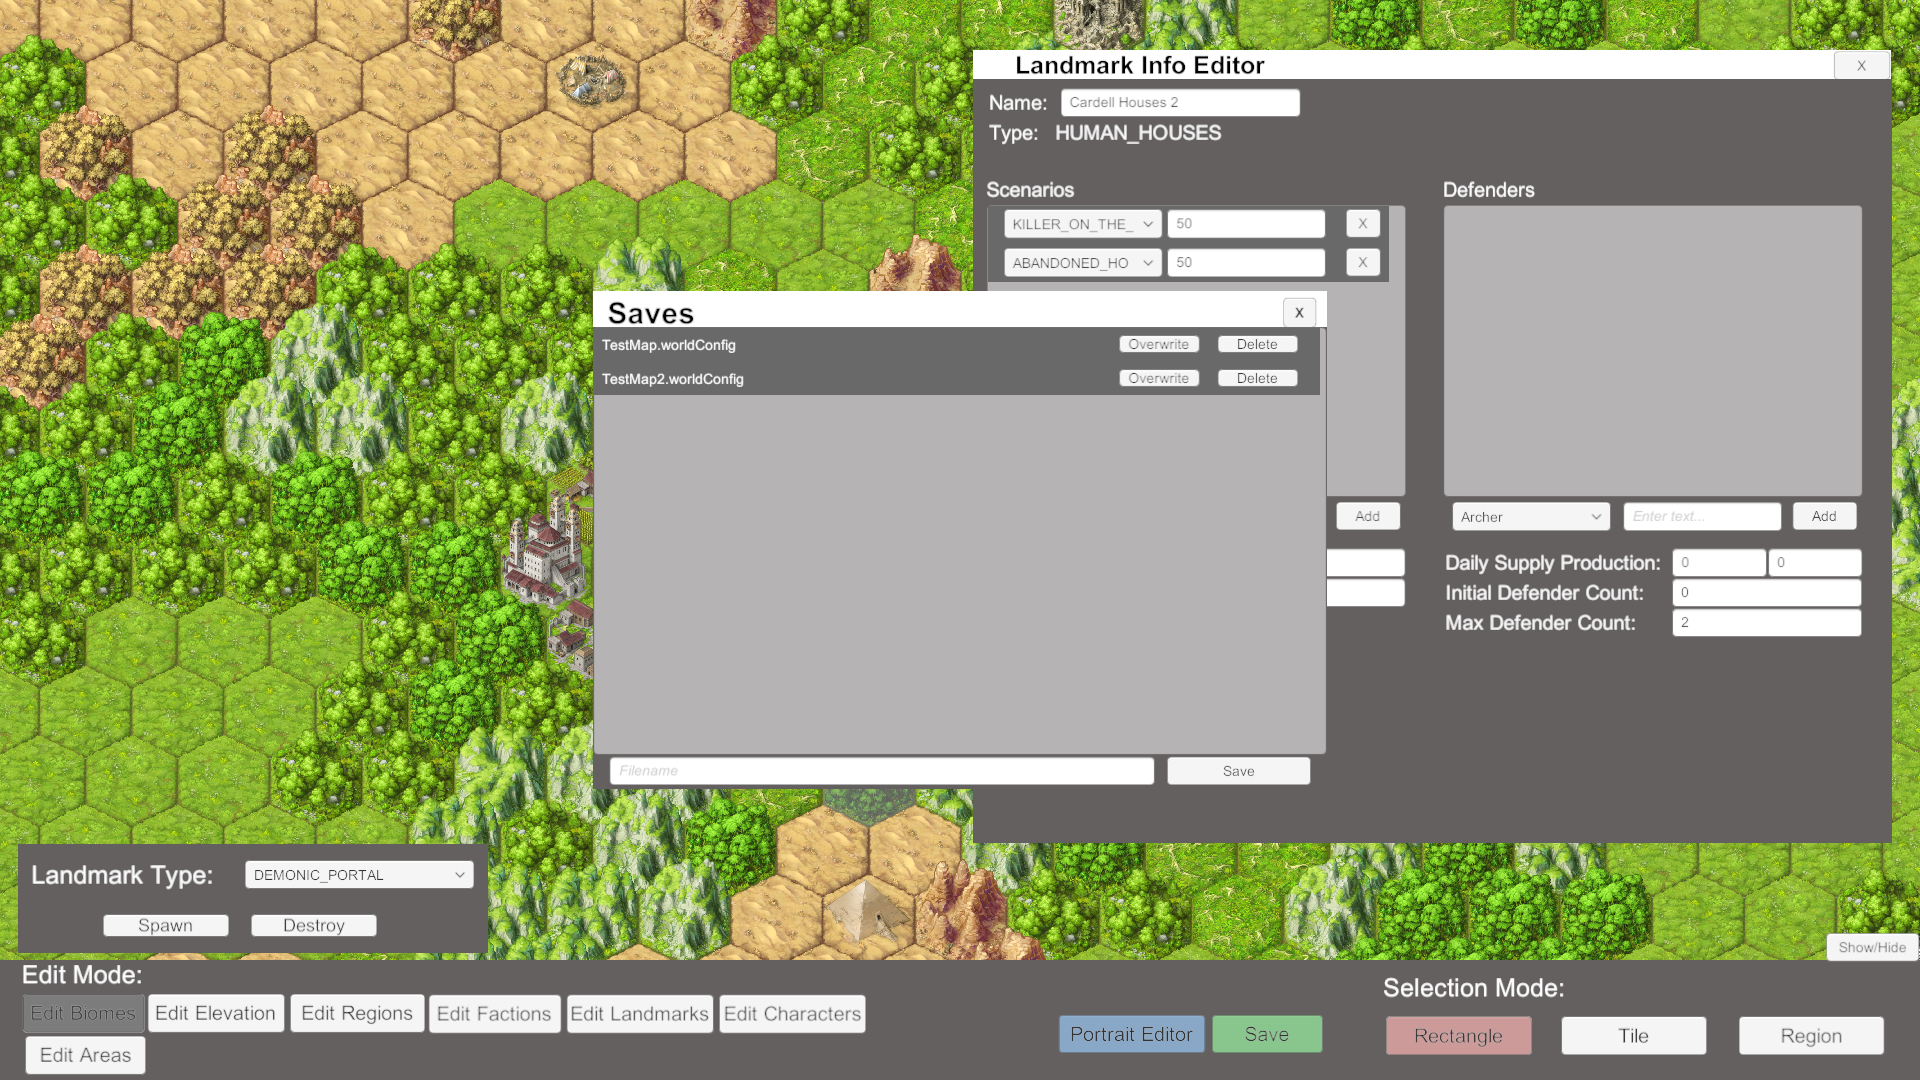 Landmark Info Editor
X
Name: Cardell Houses 2
Type: HUMAN_HOUSES
Scenarios
Defenders
KILLER_ON_THE_ 50 X
ABANDONED_HO 50 X
Saves
X
TestMap.worldConfig Overwrite Delete
TestMap2.worldConfig Overwrite Delete
Add
Archer Enter text... Add
Daily Supply Production: 0 0
Initial Defender Count: 0
Max Defender Count: 2
Filename Save
Landmark Type: DEMONIC_PORTAL
Spawn Destroy
Show/Hide
Edit Mode:
Edit Biomes Edit Elevation Edit Regions Edit Factions Edit Landmarks Edit Characters
Edit Areas
Portrait Editor Save
Selection Mode:
Rectangle Tile Region